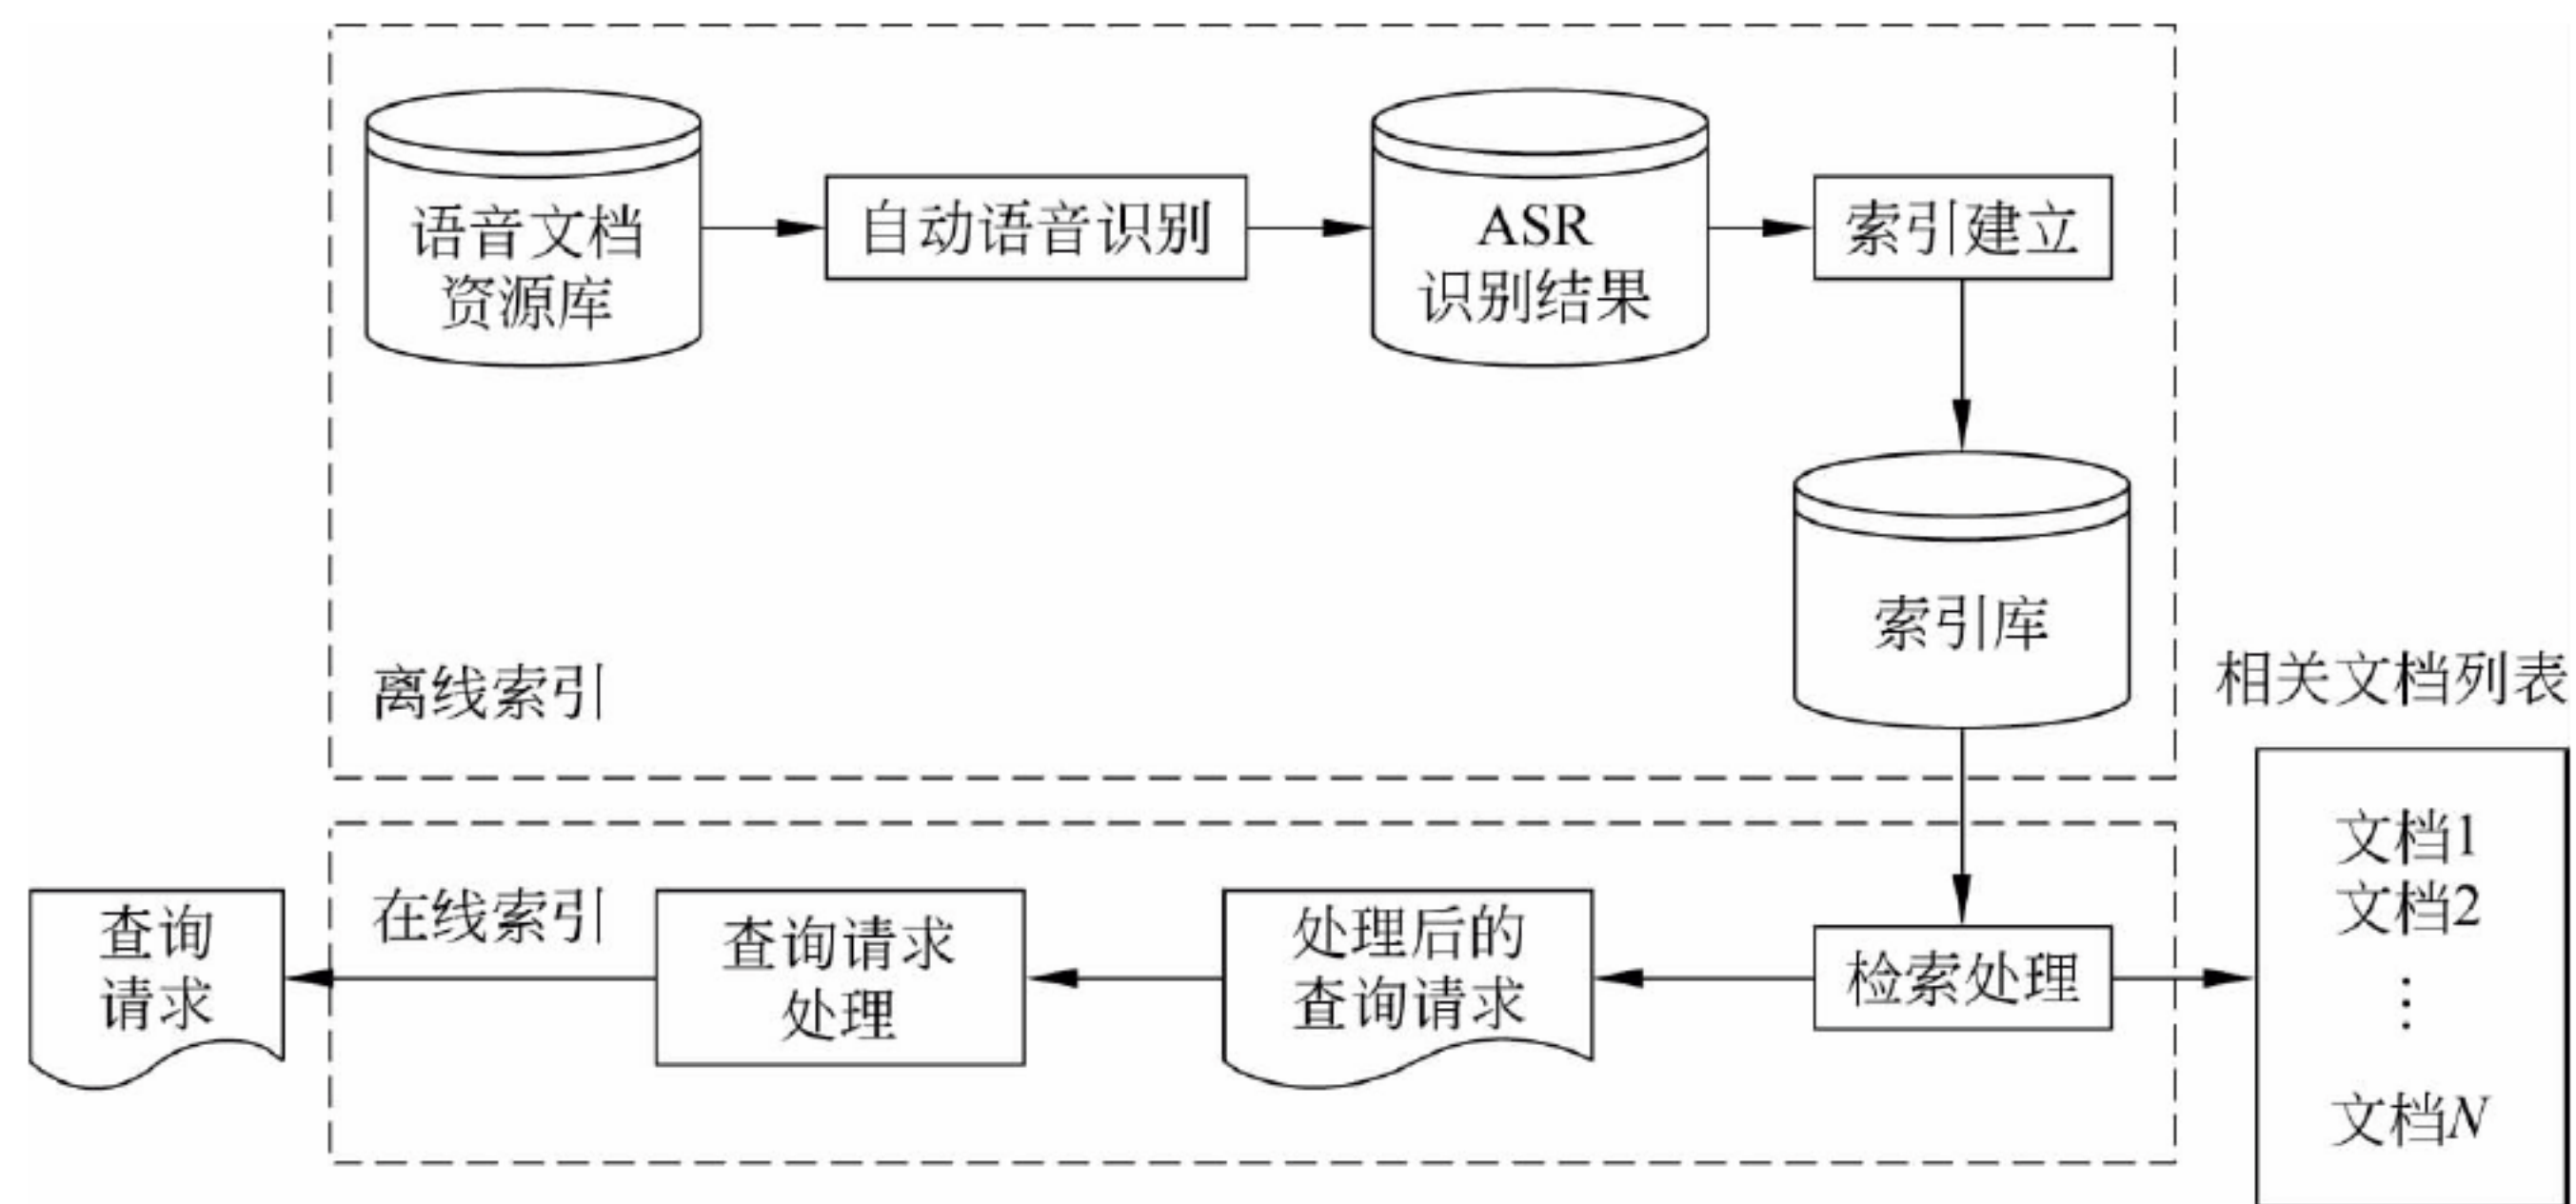 语音文档
资源库
自动语音识别
ASR
识别结果
索引建立
索引库
离线索引
相关文档列表
在线索引
查询
请求
查询请求
处理
处理后的
查询请求
检索处理
文档1
文档2
⋮
文档N